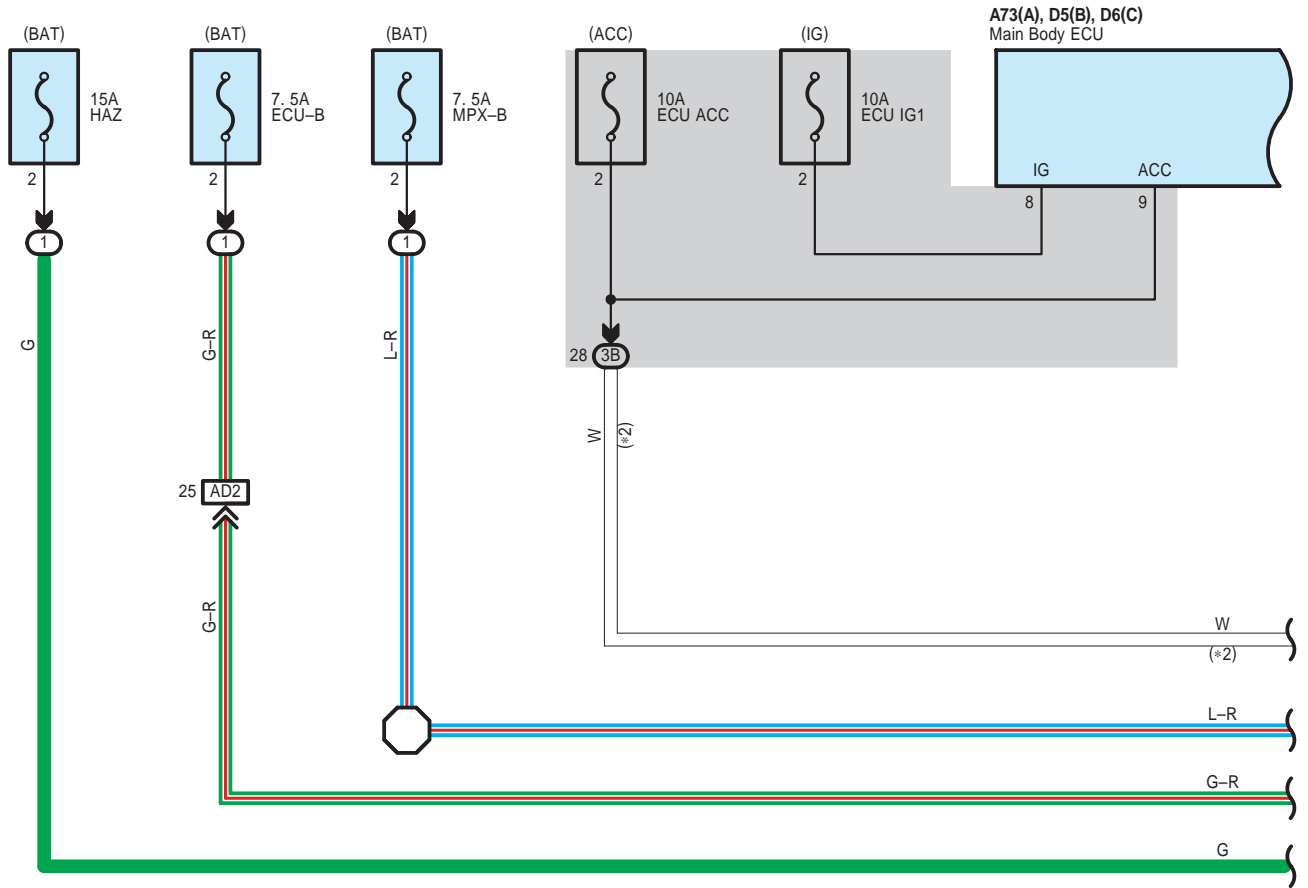 A73(A), D5(B), D6(C)
Main Body ECU
(BAT)
(BAT)
(BAT)
(ACC)
(IG)
15A
HAZ
7. 5A
ECU–B
7. 5A
MPX–B
10A
ECU ACC
10A
ECU IG1
IG
ACC
2
2
2
2
2
8
9
1
1
1
G
G–R
L–R
28
3B
W
(*2)
25
AD2
G–R
W
(*2)
L–R
G–R
G